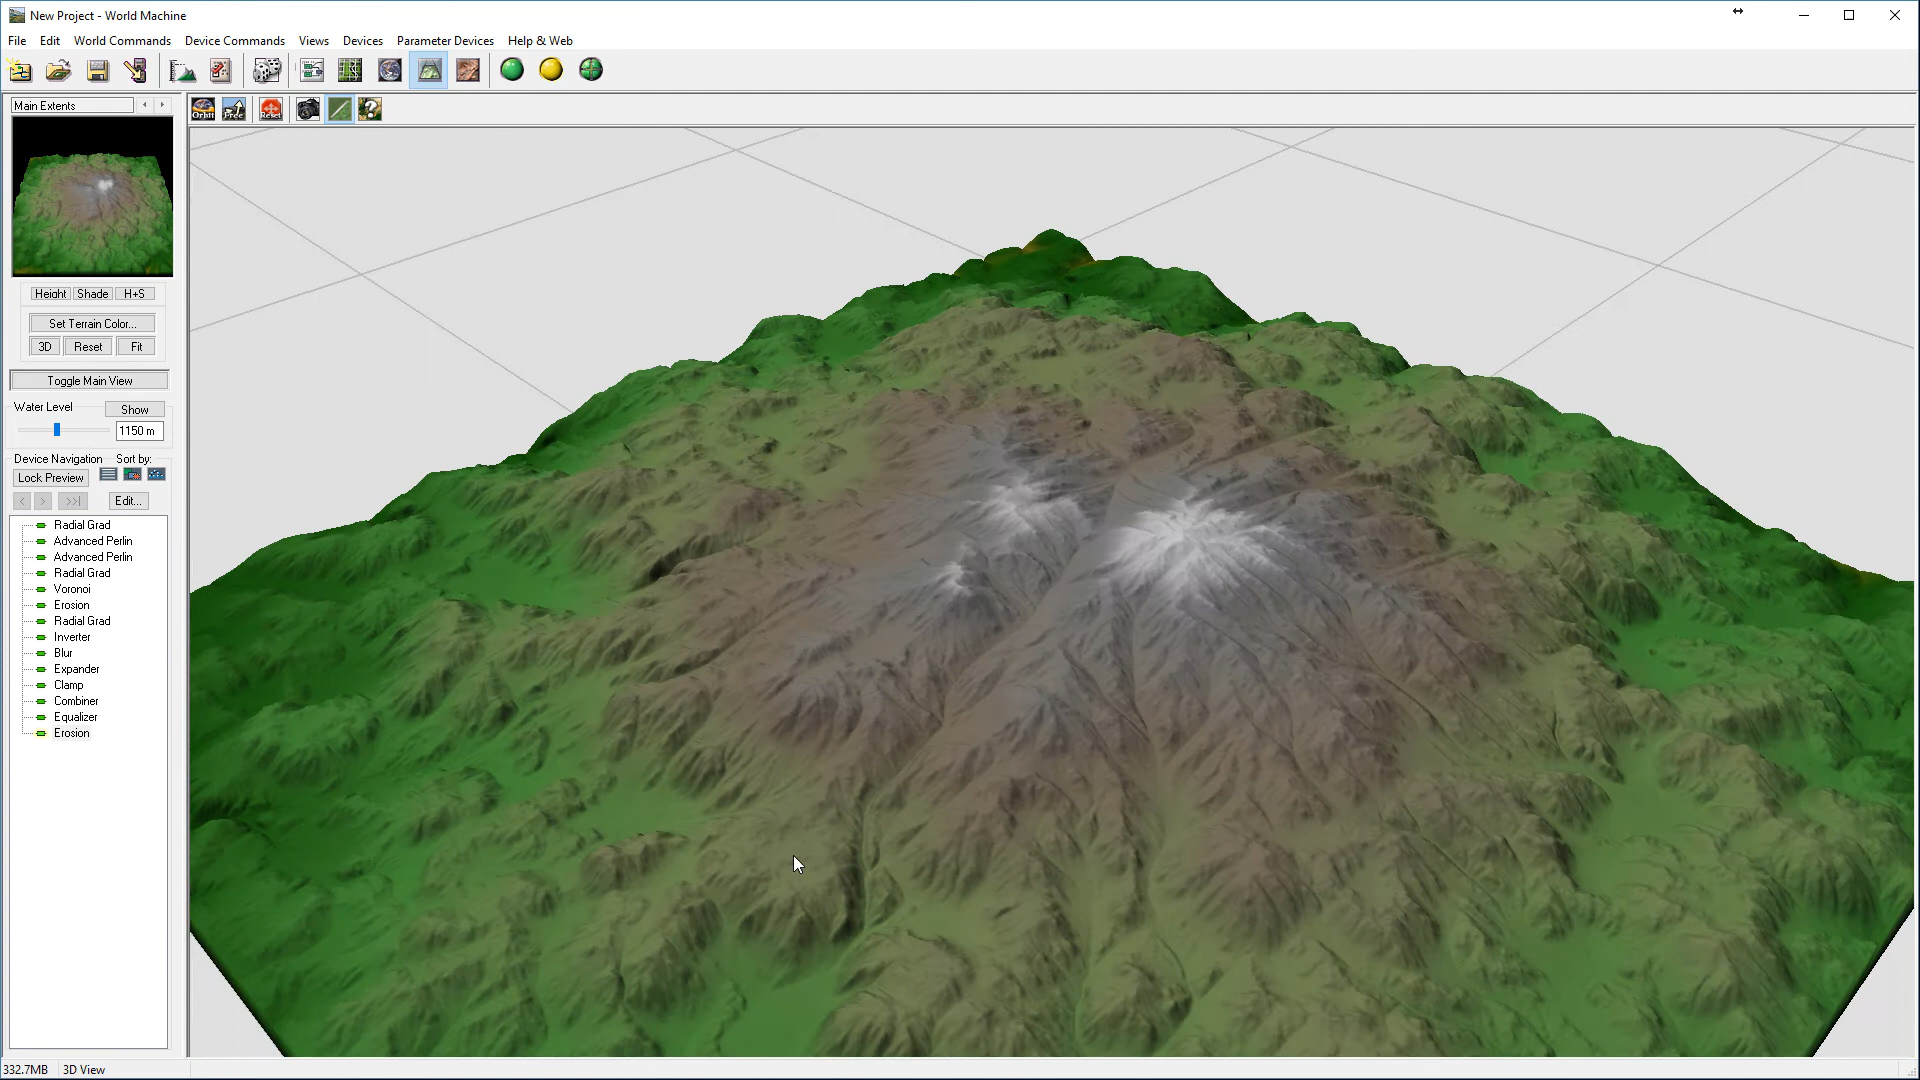 New Project - World Machine
File Edit World Commands Device Commands Views Devices Parameter Devices Help & Web
Main Extents
Orbit Free Reset
Height Shade H+S
Set Terrain Color...
3D Reset Fit
Toggle Main View
Water Level Show
1150 m
Device Navigation Sort by:
Lock Preview
< > >>| Edit...
Radial Grad
Advanced Perlin
Advanced Perlin
Radial Grad
Voronoi
Erosion
Radial Grad
Inverter
Blur
Expander
Clamp
Combiner
Equalizer
Erosion
332.7MB 3D View